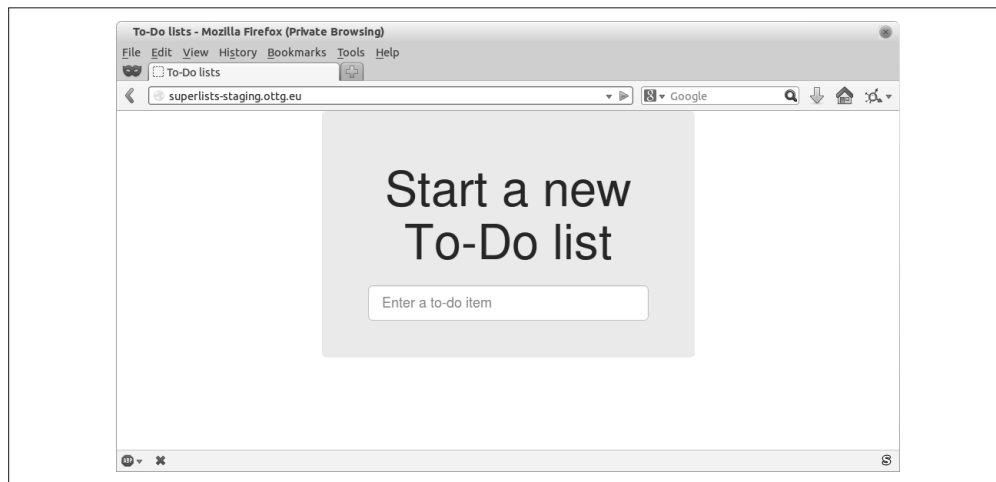 To-Do lists - Mozilla Firefox (Private Browsing)
File Edit View History Bookmarks Tools Help
To-Do lists
superlists-staging.ottg.eu
Google
Start a new
To-Do list
Enter a to-do item
ABP
S